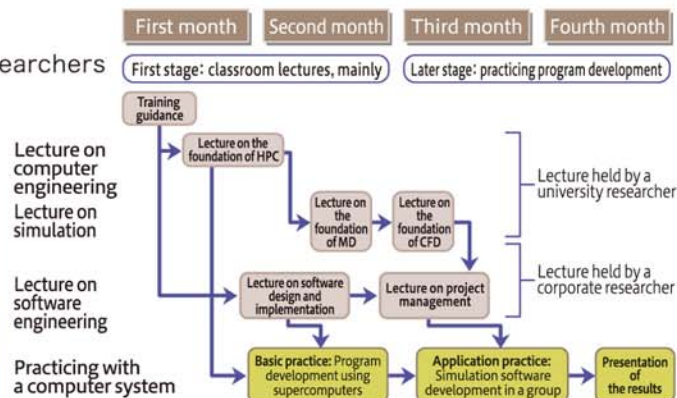 First month
Second month
Third month
Fourth month
earchers
First stage: classroom lectures, mainly
Later stage: practicing program development
Training
guidance
Lecture on
computer
engineering
Lecture on the
foundation of HPC
Lecture held by a
university researcher
Lecture on
simulation
Lecture on
the
foundation
of MD
Lecture on
the
foundation
of CFD
Lecture on
software
engineering
Lecture on software
design and
implementation
Lecture on project
management
Lecture held by a
corporate researcher
Practicing with
a computer system
Basic practice: Program
development using
supercomputers
Application practice:
Simulation software
development in a group
Presentation
of
the results